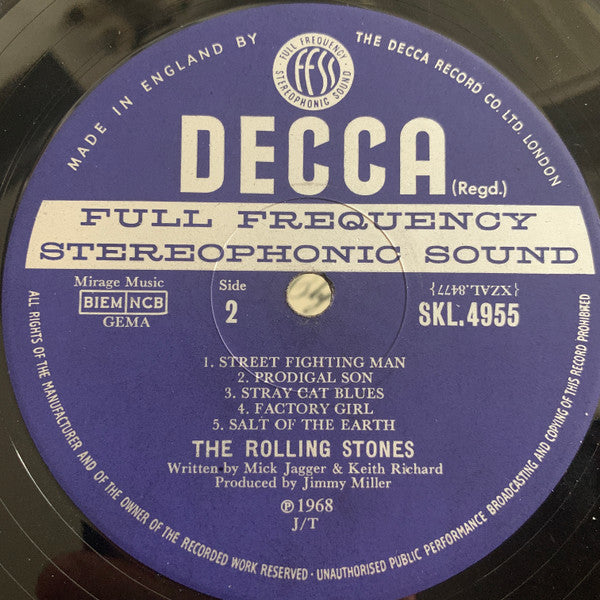 MADE IN ENGLAND BY
THE DECCA RECORD CO. LTD. LONDON
FULL FREQUENCY
FFSS
STEREOPHONIC SOUND
DECCA
(Regd.)
FULL FREQUENCY
STEREOPHONIC SOUND
Mirage Music
BIEM NCB
GEMA
Side
2
{XZAL.8477}
SKL.4955
1. STREET FIGHTING MAN
2. PRODIGAL SON
3. STRAY CAT BLUES
4. FACTORY GIRL
5. SALT OF THE EARTH
THE ROLLING STONES
Written by Mick Jagger & Keith Richard
Produced by Jimmy Miller
℗1968
J/T
ALL RIGHTS OF THE MANUFACTURER AND OF THE OWNER OF THE RECORDED WORK RESERVED · UNAUTHORISED PUBLIC PERFORMANCE BROADCASTING AND COPYING OF THIS RECORD PROHIBITED